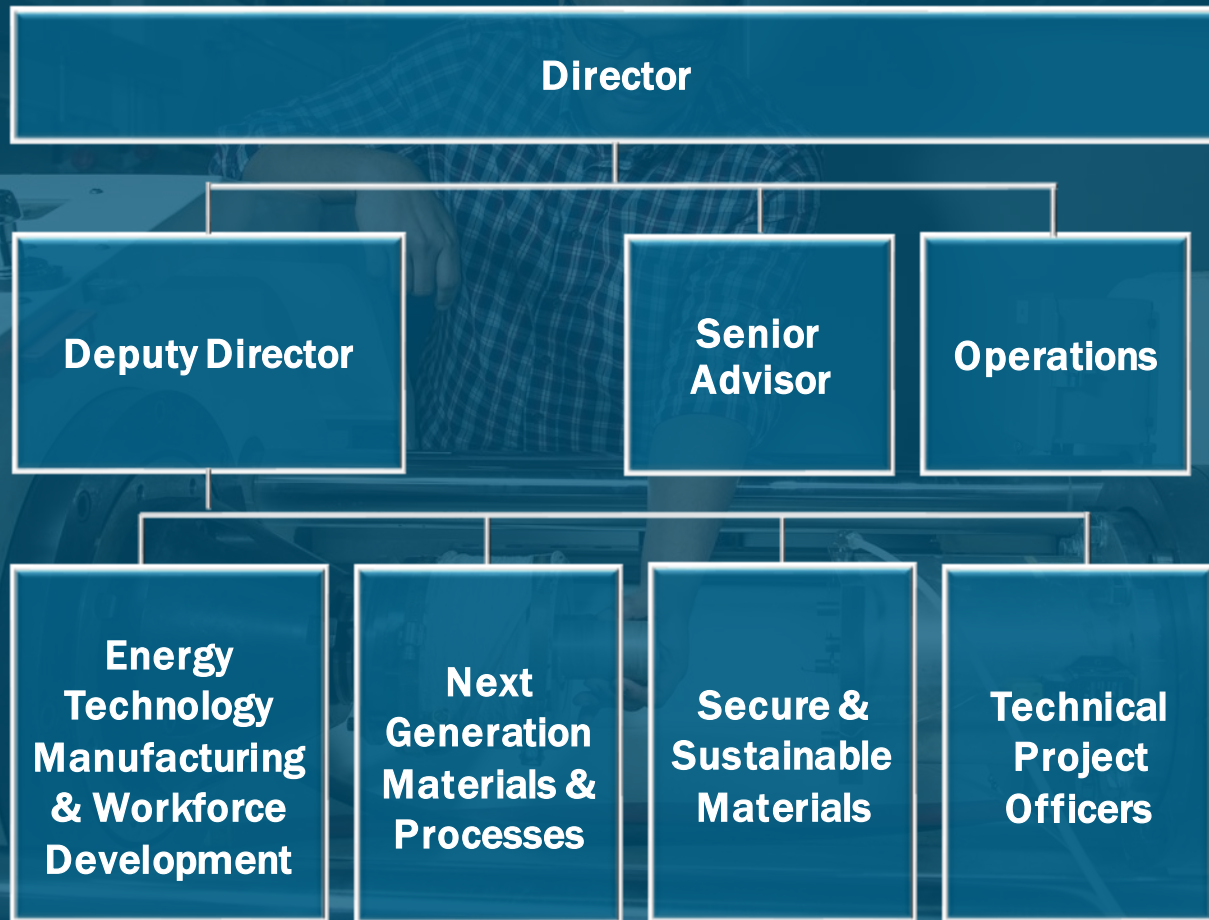 Director
Deputy Director
Senior
Advisor
Operations
Energy
Technology
Manufacturing
& Workforce
Development
Next
Generation
Materials &
Processes
Secure &
Sustainable
Materials
Technical
Project
Officers